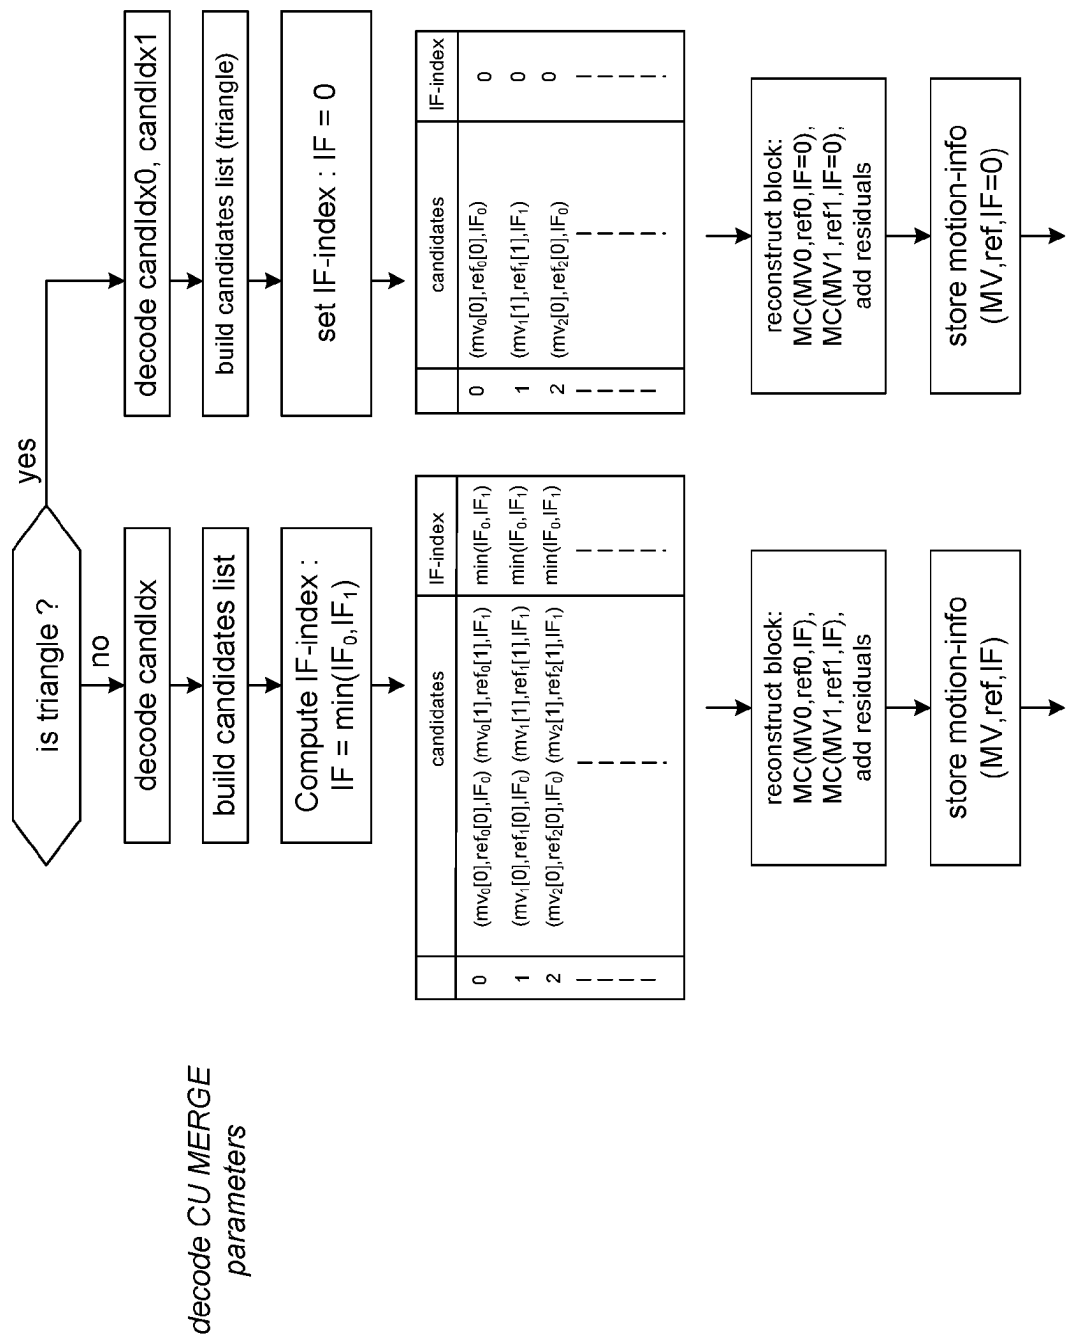 decode CU MERGE
parameters
is triangle ?
no
yes
decode candIdx
build candidates list
Compute IF-index :
IF = min(IF₀,IF₁)
candidates IF-index
0 (mv₀[0],ref₀[0],IF₀) (mv₀[1],ref₀[1],IF₁) min(IF₀,IF₁)
1 (mv₁[0],ref₁[0],IF₀) (mv₁[1],ref₁[1],IF₁) min(IF₀,IF₁)
2 (mv₂[0],ref₂[0],IF₀) (mv₂[1],ref₂[1],IF₁) min(IF₀,IF₁)
reconstruct block:
MC(MV0,ref0,IF),
MC(MV1,ref1,IF),
add residuals
store motion-info
(MV,ref,IF)
decode candIdx0, candIdx1
build candidates list (triangle)
set IF-index : IF = 0
candidates IF-index
0 (mv₀[0],ref₀[0],IF₀) 0
1 (mv₁[1],ref₁[1],IF₁) 0
2 (mv₂[0],ref₂[0],IF₀) 0
reconstruct block:
MC(MV0,ref0,IF=0),
MC(MV1,ref1,IF=0),
add residuals
store motion-info
(MV,ref,IF=0)